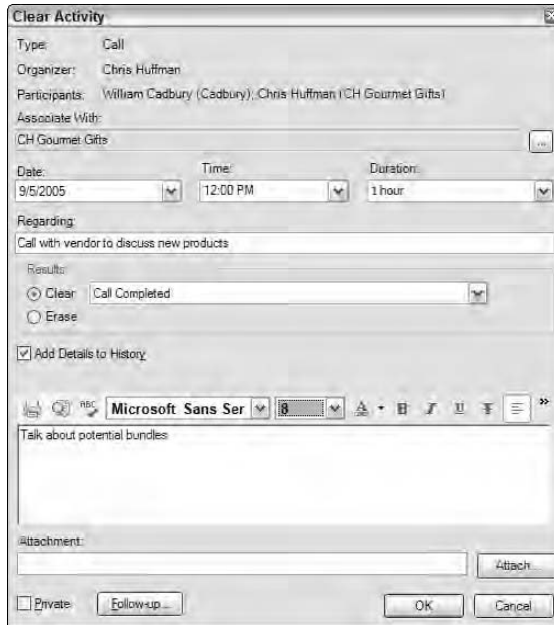 Clear Activity
Type: Call
Organizer: Chris Huffman
Participants: William Cadbury (Cadbury); Chris Huffman (CH Gourmet Gifts)
Associate With:
CH Gourmet Gifts ...
Date: Time: Duration:
9/5/2005 12:00 PM 1 hour
Regarding:
Call with vendor to discuss new products
Results
Clear Call Completed
Erase
Add Details to History
ABC Microsoft Sans Ser 8 A B I U T »
Talk about potential bundles
Attachment:
Attach...
Private Follow-up... OK Cancel